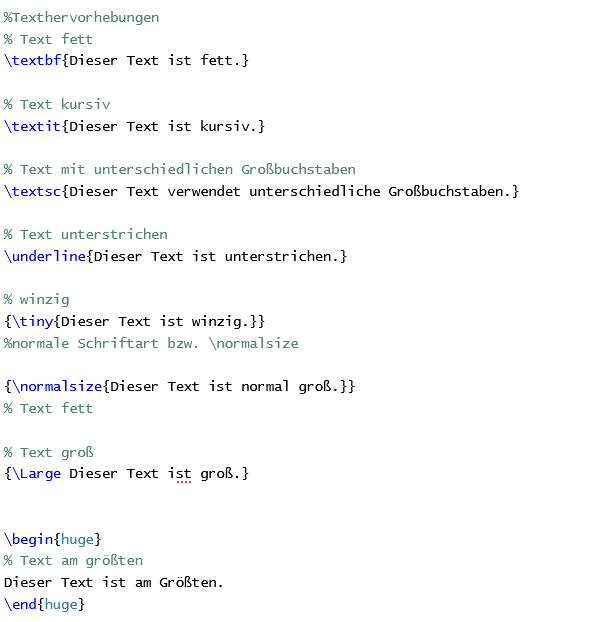 %Texthervorhebungen
% Text fett
\textbf{Dieser Text ist fett.}
% Text kursiv
\textit{Dieser Text ist kursiv.}
% Text mit unterschiedlichen Großbuchstaben
\textsc{Dieser Text verwendet unterschiedliche Großbuchstaben.}
% Text unterstrichen
\underline{Dieser Text ist unterstrichen.}
% winzig
{\tiny{Dieser Text ist winzig.}}
%normale Schriftart bzw. \normalsize
{\normalsize{Dieser Text ist normal groß.}}
% Text fett
% Text groß
{\Large Dieser Text ist groß.}
\begin{huge}
% Text am größten
Dieser Text ist am Größten.
\end{huge}